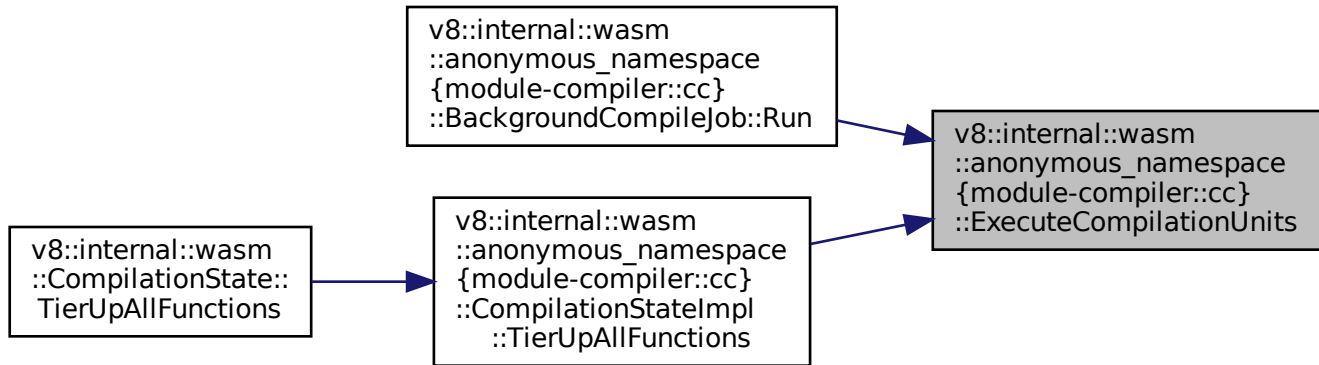 v8::internal::wasm
::anonymous_namespace
{module-compiler::cc}
::BackgroundCompileJob::Run
v8::internal::wasm
::anonymous_namespace
{module-compiler::cc}
::ExecuteCompilationUnits
v8::internal::wasm
::anonymous_namespace
{module-compiler::cc}
::CompilationStateImpl
::TierUpAllFunctions
v8::internal::wasm
::CompilationState::
TierUpAllFunctions